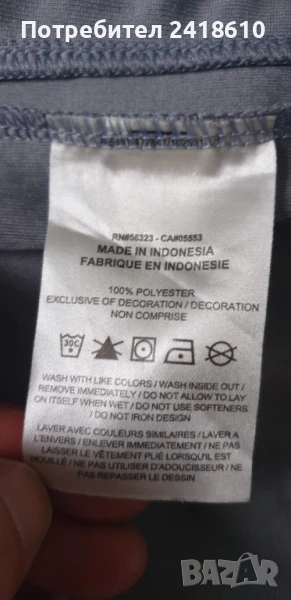 Потребител 2418610
RN#56323 - CA#05553
MADE IN INDONESIA
FABRIQUE EN INDONESIE
100% POLYESTER
EXCLUSIVE OF DECORATION / DECORATION
NON COMPRISE
30C
WASH WITH LIKE COLORS / WASH INSIDE OUT /
REMOVE IMMEDIATELY / DO NOT ALLOW TO LAY
ON ITSELF WHEN WET / DO NOT USE SOFTENERS
/ DO NOT IRON DESIGN
LAVER AVEC COULEURS SIMILAIRES / LAVER A
L'ENVERS / ENLEVER IMMÉDIATEMENT / NE PAS
LAISSER LE VÊTEMENT PLIÉ LORSQU'IL EST
MOUILLÉ / NE PAS UTILISER D'ADOUCISSEUR / NE
PAS REPASSER LE DESSIN
BAZAR